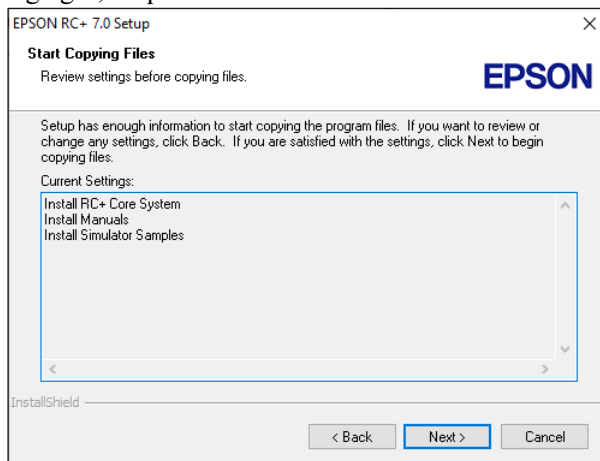 EPSON RC+ 7.0 Setup
Start Copying Files
Review settings before copying files.
EPSON
Setup has enough information to start copying the program files. If you want to review or
change any settings, click Back. If you are satisfied with the settings, click Next to begin
copying files.
Current Settings:
Install RC+ Core System
Install Manuals
Install Simulator Samples
InstallShield
< Back
Next >
Cancel